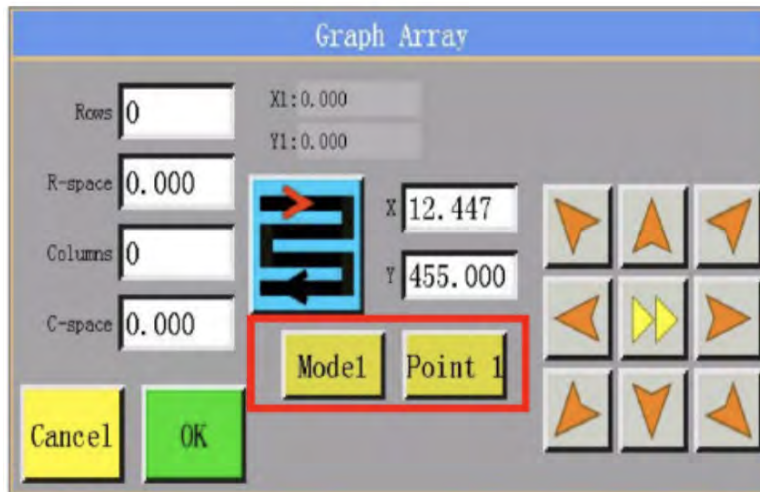 Graph Array
Rows 0
X1:0.000
Y1:0.000
R-space 0.000
X 12.447
Columns 0
Y 455.000
C-space 0.000
Mode1
Point 1
Cancel
OK